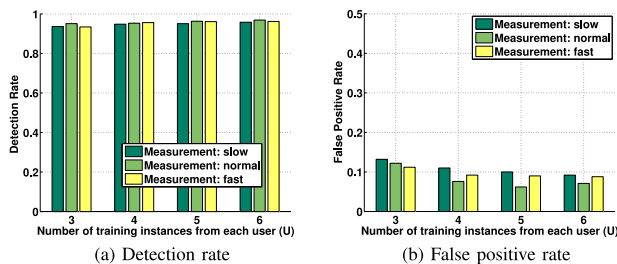 1
0.8
0.6
0.4
0.2
0
Detection Rate
Measurement: slow
Measurement: normal
Measurement: fast
3 4 5 6
Number of training instances from each user (U)
(a) Detection rate
0.5
0.4
0.3
0.2
0.1
0
False Positive Rate
Measurement: slow
Measurement: normal
Measurement: fast
3 4 5 6
Number of training instances from each user (U)
(b) False positive rate